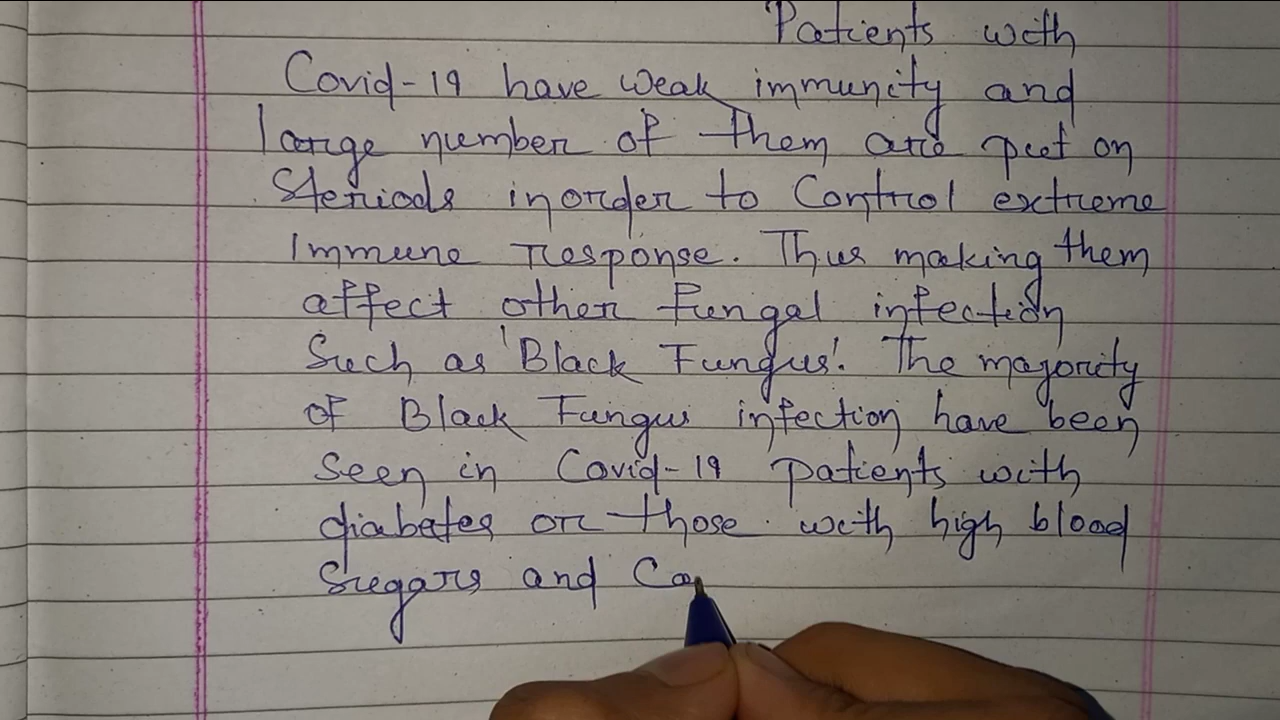 Patients with
Covid-19 have weak immunity and
large number of them are put on
Steriods inorder to Control extreme
Immune Response. Thus making them
affect other fungal infection
Such as 'Black Fungus'. The majority
of Black Fungus infection have been
seen in Covid-19 patients with
diabetes or those with high blood
Sugars and Ca